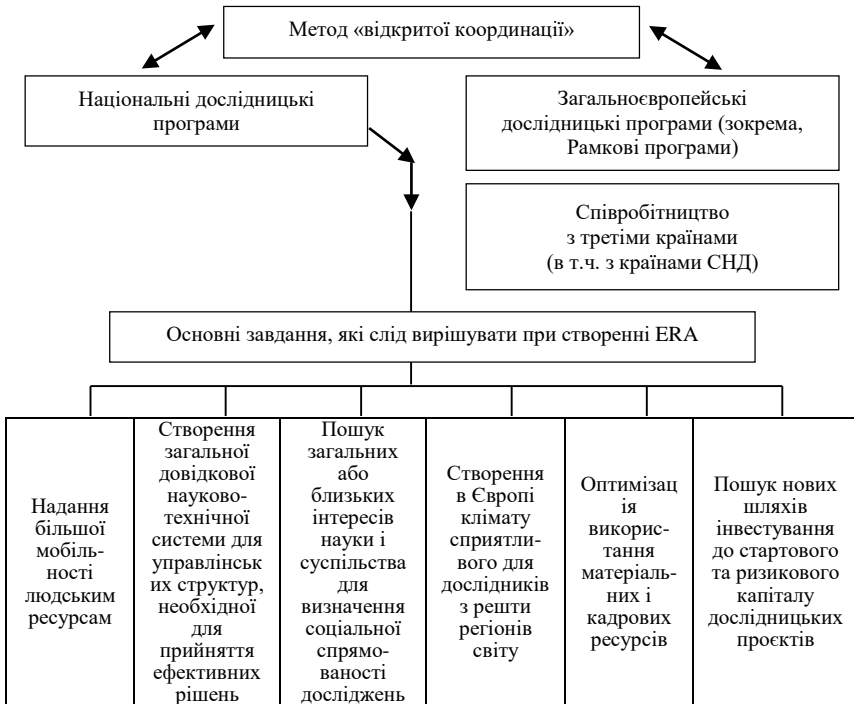 Метод «відкритої координації»
Національні дослідницькі
програми
Загальноєвропейські
дослідницькі програми (зокрема,
Рамкові програми)
Співробітництво
з третіми країнами
(в т.ч. з країнами СНД)
Основні завдання, які слід вирішувати при створенні ERA
Надання
більшої
мобіль-
ності
людським
ресурсам
Створення
загальної
довідкової
науково-
технічної
системи для
управлінськ
их структур,
необхідної
для
прийняття
ефективних
рішень
Пошук
загальних
або
близьких
інтересів
науки і
суспільства
для
визначення
соціальної
спрямо-
ваності
досліджень
Створення
в Європі
клімату
сприятли-
вого для
дослідників
з решти
регіонів
світу
Оптимізац
ія
викорис-
тання
матеріаль-
них і
кадрових
ресурсів
Пошук нових
шляхів
інвестування
до стартового
та ризикового
капіталу
дослідницьких
проєктів